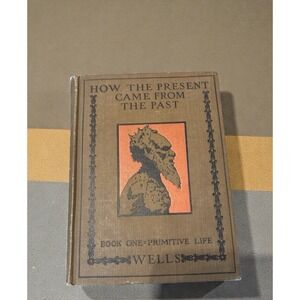 HOW THE PRESENT
CAME FROM
THE PAST
BOOK ONE-PRIMITIVE LIFE
WELLS